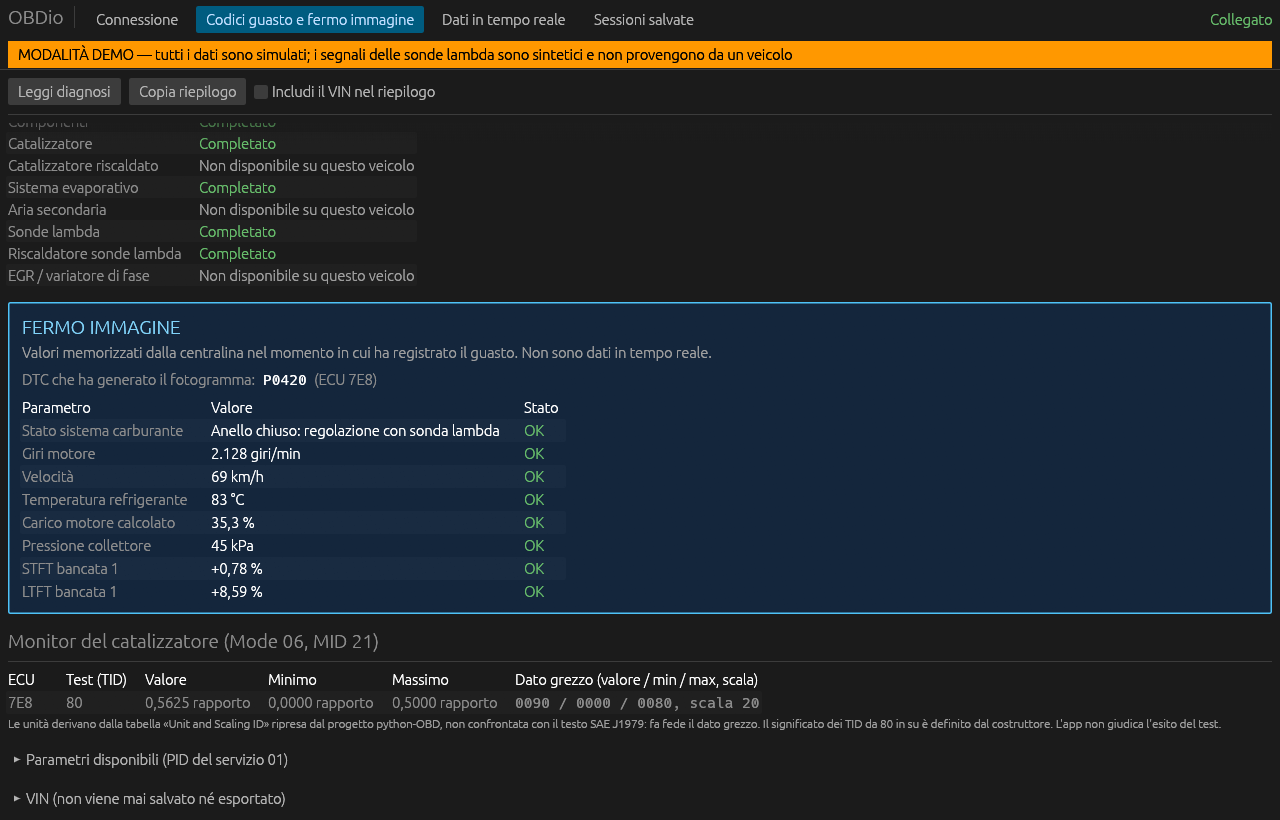 OBDio Connessione Codici guasto e fermo immagine Dati in tempo reale Sessioni salvate Collegato
MODALITÀ DEMO — tutti i dati sono simulati; i segnali delle sonde lambda sono sintetici e non provengono da un veicolo
Leggi diagnosi Copia riepilogo Includi il VIN nel riepilogo
Componenti Completato
Catalizzatore Completato
Catalizzatore riscaldato Non disponibile su questo veicolo
Sistema evaporativo Completato
Aria secondaria Non disponibile su questo veicolo
Sonde lambda Completato
Riscaldatore sonde lambda Completato
EGR / variatore di fase Non disponibile su questo veicolo
FERMO IMMAGINE
Valori memorizzati dalla centralina nel momento in cui ha registrato il guasto. Non sono dati in tempo reale.
DTC che ha generato il fotogramma: P0420 (ECU 7E8)
Parametro Valore Stato
Stato sistema carburante Anello chiuso: regolazione con sonda lambda OK
Giri motore 2.128 giri/min OK
Velocità 69 km/h OK
Temperatura refrigerante 83 °C OK
Carico motore calcolato 35,3 % OK
Pressione collettore 45 kPa OK
STFT bancata 1 +0,78 % OK
LTFT bancata 1 +8,59 % OK
Monitor del catalizzatore (Mode 06, MID 21)
ECU Test (TID) Valore Minimo Massimo Dato grezzo (valore / min / max, scala)
7E8 80 0,5625 rapporto 0,0000 rapporto 0,5000 rapporto 0090 / 0000 / 0080, scala 20
Le unità derivano dalla tabella «Unit and Scaling ID» ripresa dal progetto python-OBD, non confrontata con il testo SAE J1979: fa fede il dato grezzo. Il significato dei TID da 80 in su è definito dal costruttore. L'app non giudica l'esito del test.
▸ Parametri disponibili (PID del servizio 01)
▸ VIN (non viene mai salvato né esportato)